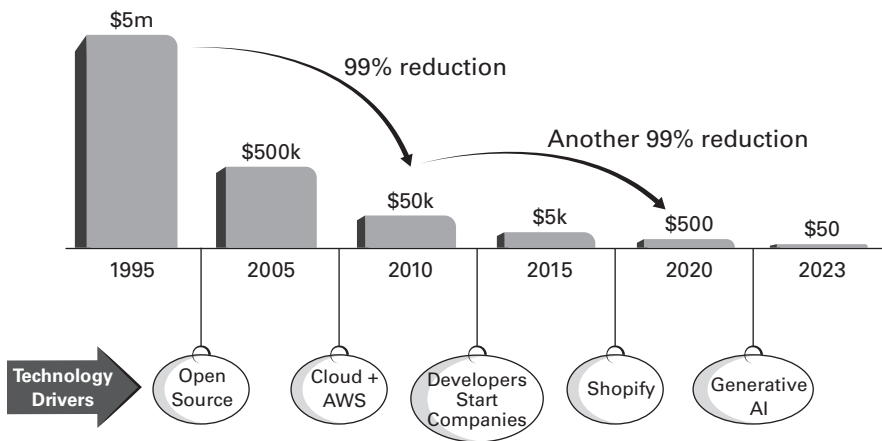 $5m
99% reduction
Another 99% reduction
$500k
$50k
$5k
$500
$50
1995
2005
2010
2015
2020
2023
Technology
Drivers
Open
Source
Cloud +
AWS
Developers
Start
Companies
Shopify
Generative
AI